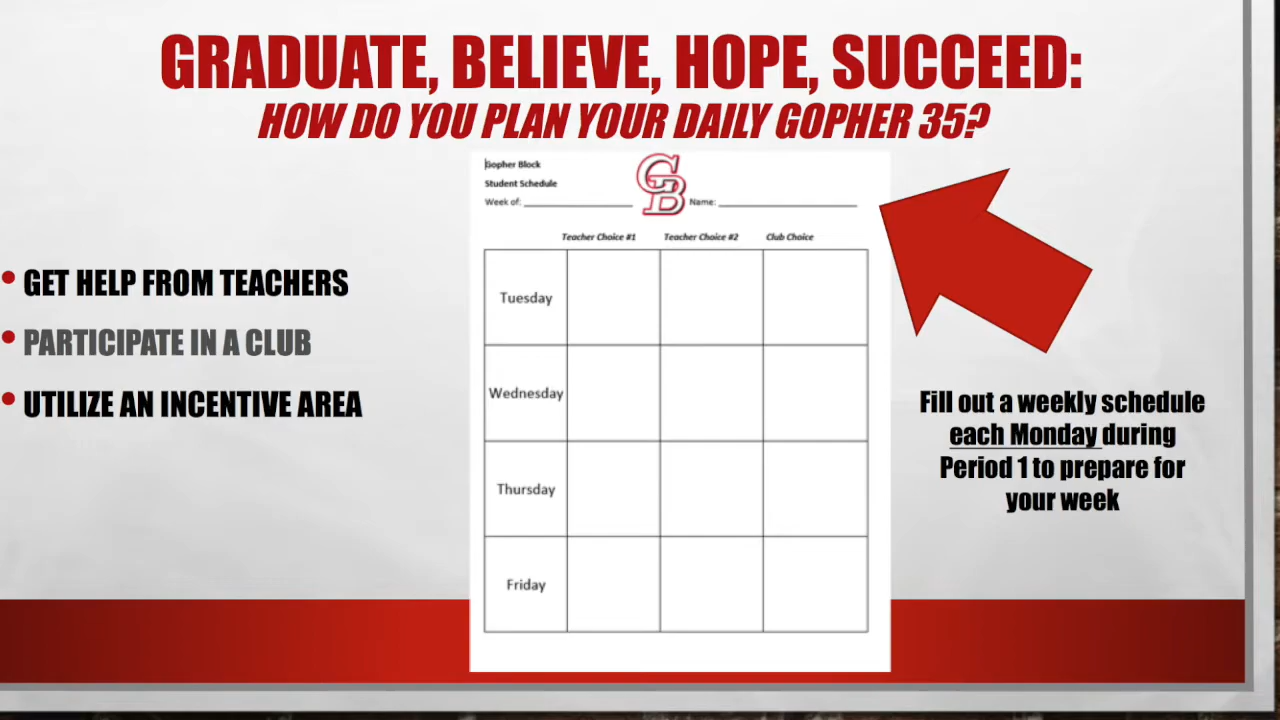 GRADUATE, BELIEVE, HOPE, SUCCEED:
HOW DO YOU PLAN YOUR DAILY GOPHER 35?
• GET HELP FROM TEACHERS
• PARTICIPATE IN A CLUB
• UTILIZE AN INCENTIVE AREA
Gopher Block
Student Schedule
GB
Week of: ____________________ Name: __________________________
Teacher Choice #1 Teacher Choice #2 Club Choice
Tuesday
Wednesday
Thursday
Friday
Fill out a weekly schedule
each Monday during
Period 1 to prepare for
your week